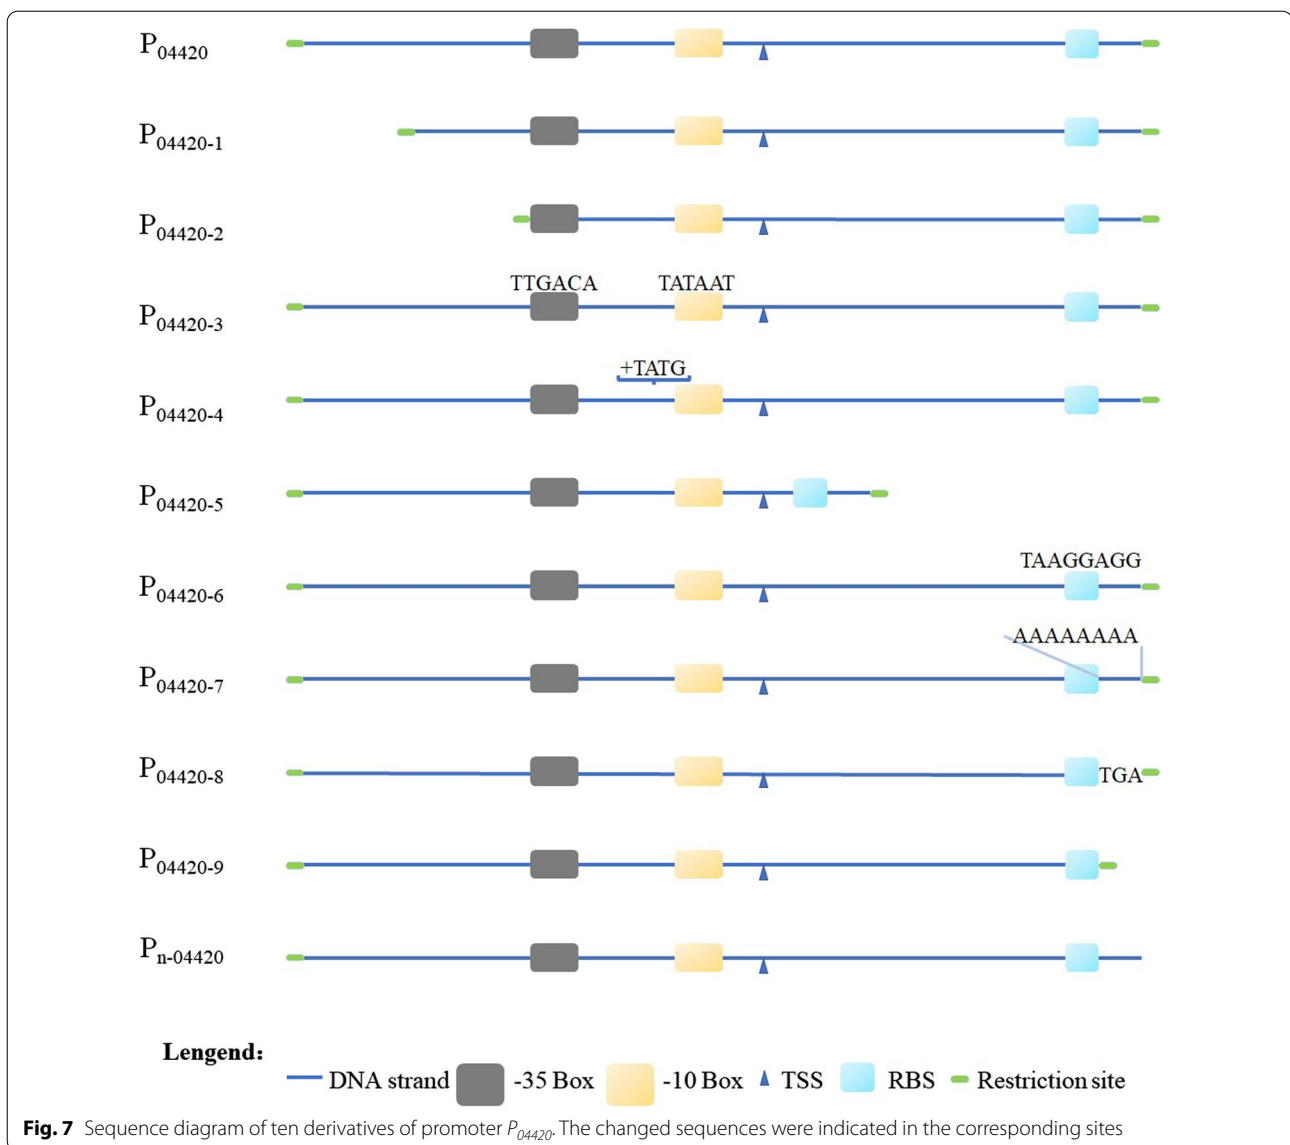 P04420
P04420-1
P04420-2
TTGACA TATAAT
P04420-3
+TATG
P04420-4
P04420-5
TAAGGAGG
P04420-6
AAAAAAAA
P04420-7
P04420-8 TGA
P04420-9
Pn-04420
Lengend:
DNA strand -35 Box -10 Box TSS RBS Restriction site
Fig. 7 Sequence diagram of ten derivatives of promoter P04420. The changed sequences were indicated in the corresponding sites